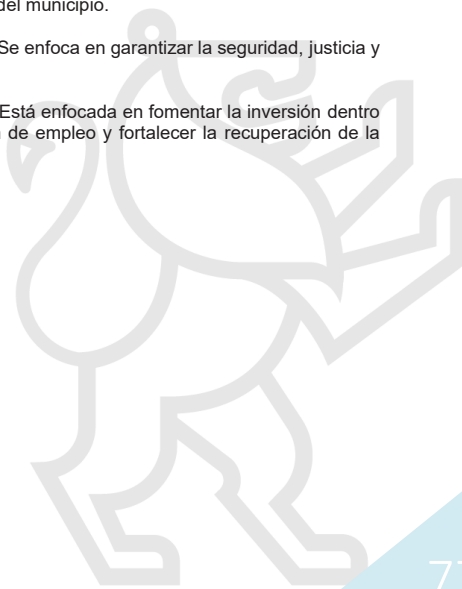 del municipio.
Se enfoca en garantizar la seguridad, justicia y
Está enfocada en fomentar la inversión dentro
de empleo y fortalecer la recuperación de la